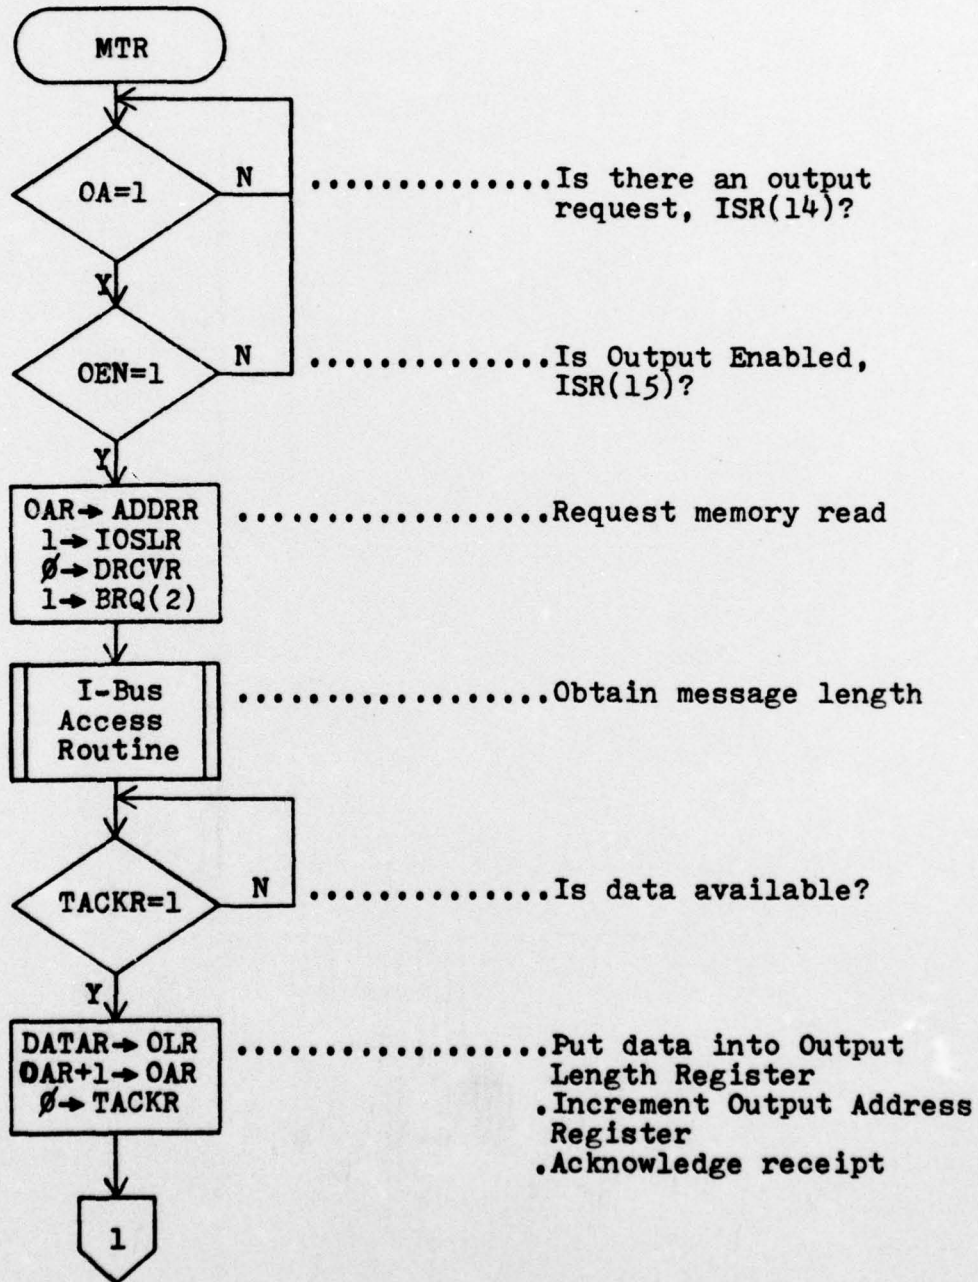 MTR
OA=1
N
..............Is there an output
request, ISR(14)?
Y
OEN=1
N
..............Is Output Enabled,
ISR(15)?
Y
OAR→ ADDRR
1→ IOSLR
Ø→ DRCVR
1→ BRQ(2)
..................Request memory read
I-Bus
Access
Routine
..................Obtain message length
TACKR=1
N
..............Is data available?
Y
DATAR→ OLR
OAR+1→ OAR
Ø→ TACKR
..................Put data into Output
Length Register
.Increment Output Address
Register
.Acknowledge receipt
1